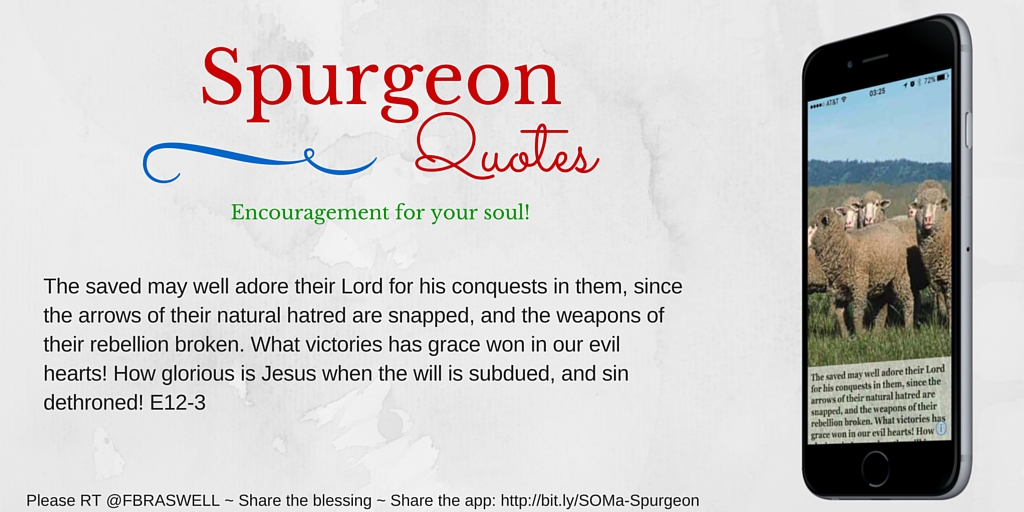 Spurgeon
Quotes
Encouragement for your soul!
The saved may well adore their Lord for his conquests in them, since
the arrows of their natural hatred are snapped, and the weapons of
their rebellion broken. What victories has grace won in our evil
hearts! How glorious is Jesus when the will is subdued, and sin
dethroned! E12-3
Please RT @FBRASWELL ~ Share the blessing ~ Share the app: http://bit.ly/SOMa-Spurgeon
AT&T 03:25 72%
The saved may well adore their Lord
for his conquests in them, since the
arrows of their natural hatred are
snapped, and the weapons of their
rebellion broken. What victories has
grace won in our evil hearts! How